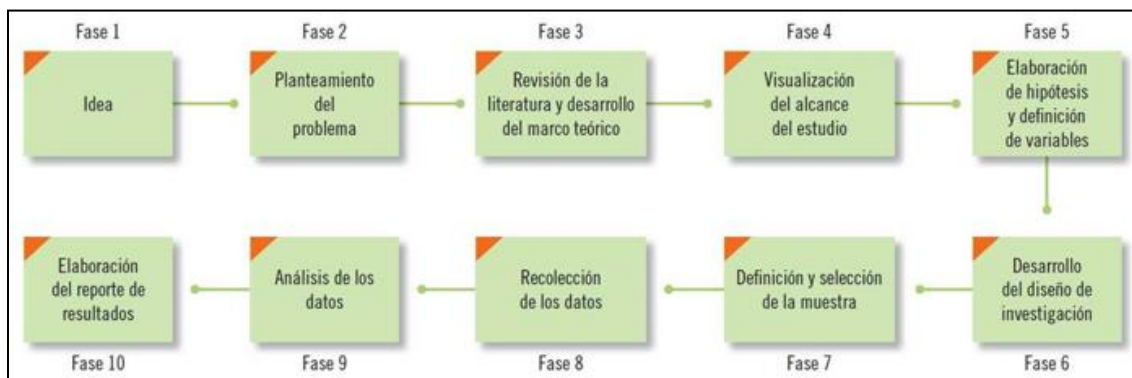 Fase 1
Idea
Fase 2
Planteamiento
del
problema
Fase 3
Revisión de la
literatura y desarrollo
del marco teórico
Fase 4
Visualización
del alcance
del estudio
Fase 5
Elaboración
de hipótesis
y definición
de variables
Desarrollo
del diseño de
investigación
Fase 6
Definición y selección
de la muestra
Fase 7
Recolección
de los datos
Fase 8
Análisis de los
datos
Fase 9
Elaboración
del reporte de
resultados
Fase 10